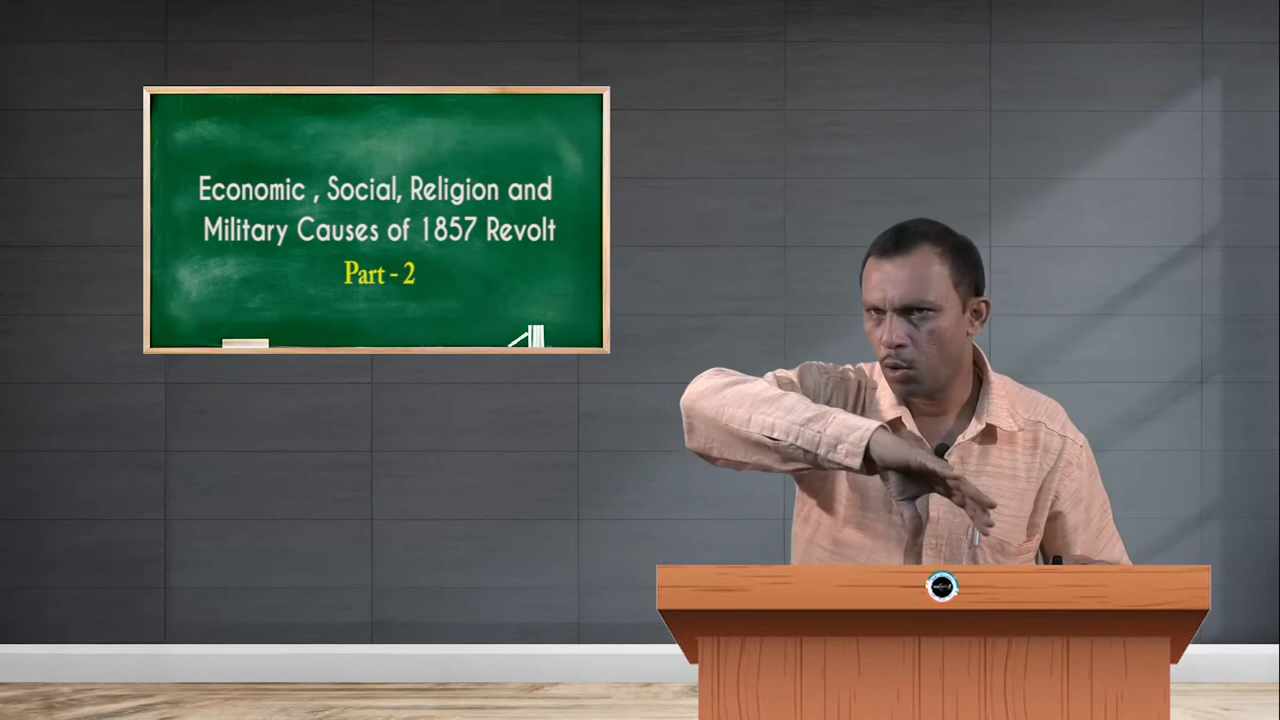 Economic , Social, Religion and
Military Causes of 1857 Revolt
Part - 2